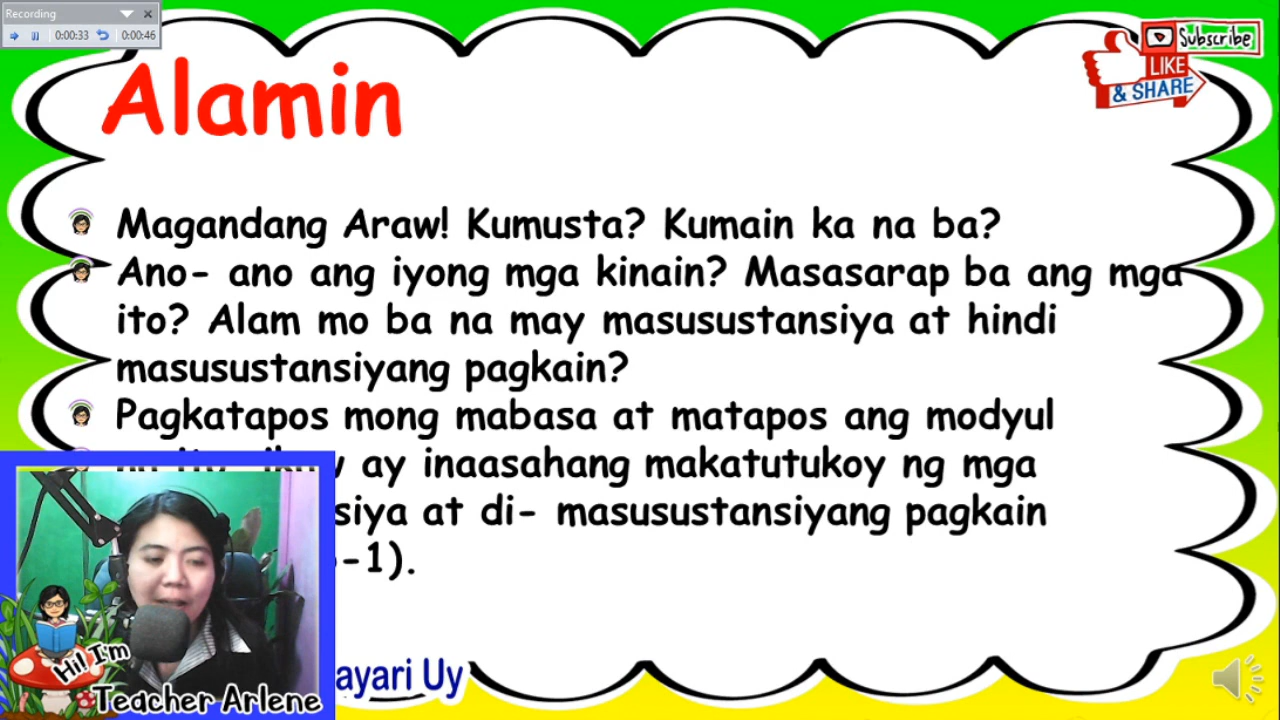 Recording
0:00:33 0:00:46
Subscribe
LIKE
& SHARE
Alamin
Magandang Araw! Kumusta? Kumain ka na ba?
Ano- ano ang iyong mga kinain? Masasarap ba ang mga
ito? Alam mo ba na may masusustansiya at hindi
masusustansiyang pagkain?
Pagkatapos mong mabasa at matapos ang modyul
ay inaasahang makatutukoy ng mga
siya at di- masusustansiyang pagkain
-1).
ayari Uy
Hi! I'm
Teacher Arlene